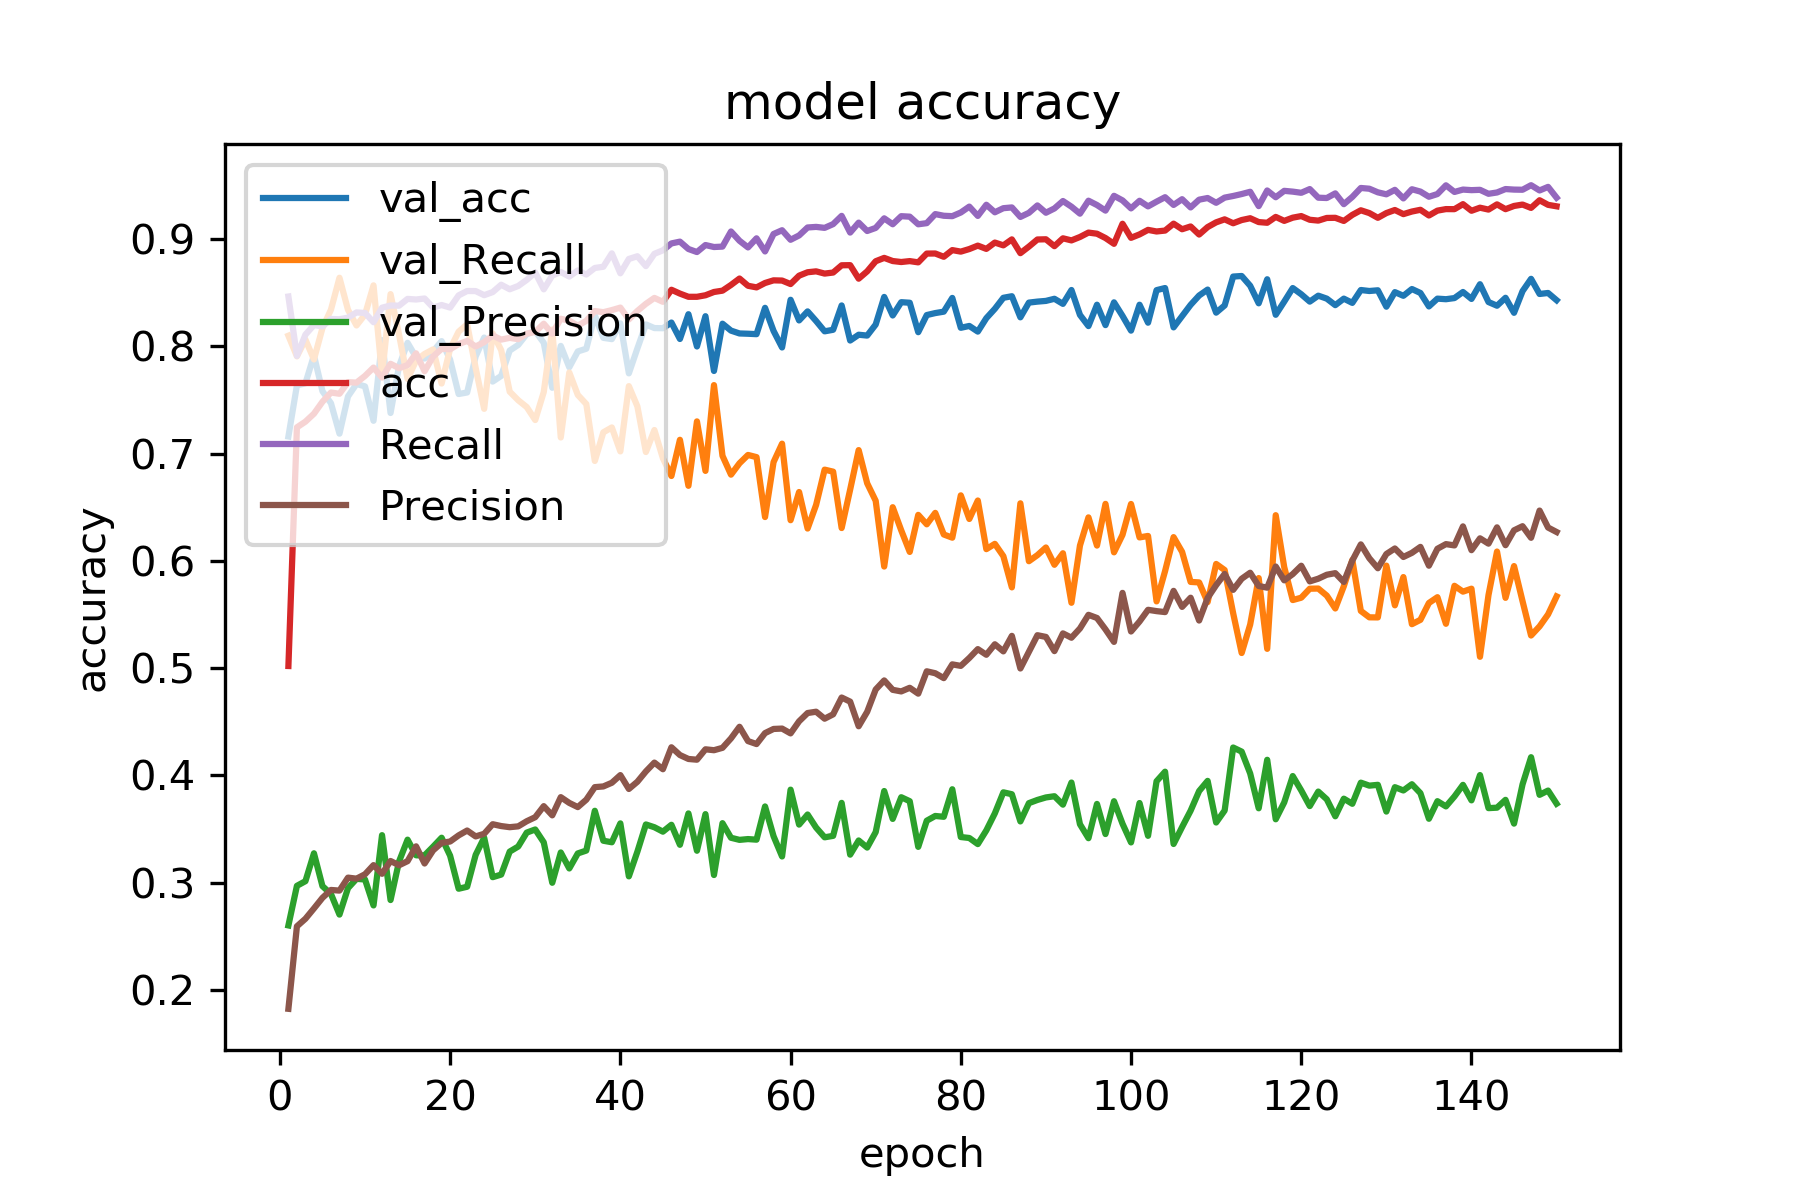 model accuracy
val_acc
val_Recall
val_Precision
acc
Recall
Precision
accuracy
0.9
0.8
0.7
0.6
0.5
0.4
0.3
0.2
0 20 40 60 80 100 120 140
epoch